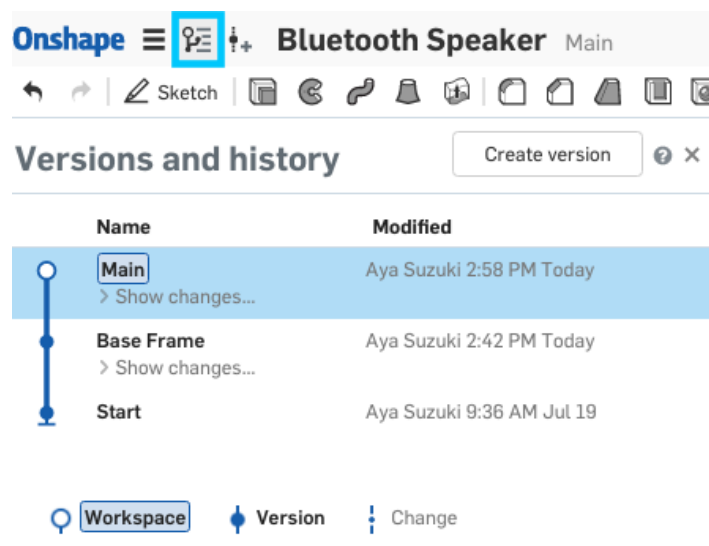 Onshape Bluetooth Speaker Main
Sketch
Versions and history Create version
Name Modified
Main Aya Suzuki 2:58 PM Today
> Show changes...
Base Frame Aya Suzuki 2:42 PM Today
> Show changes...
Start Aya Suzuki 9:36 AM Jul 19
Workspace Version Change